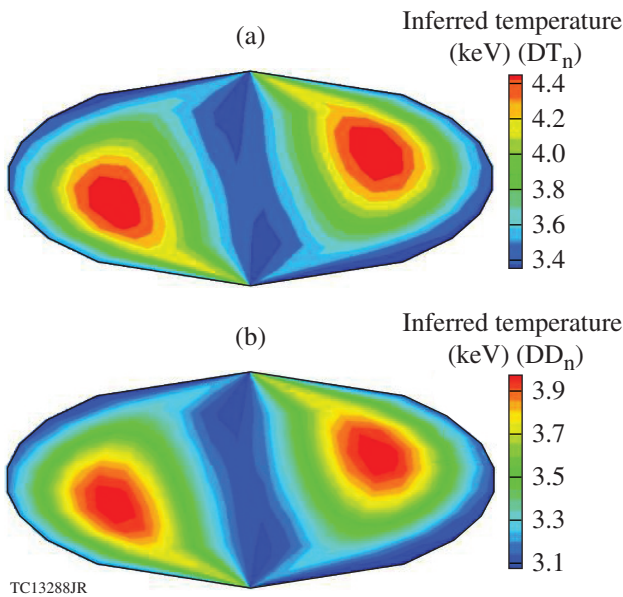 (a)
Inferred temperature
(keV) (DTn)
4.4
4.2
4.0
3.8
3.6
3.4
(b)
Inferred temperature
(keV) (DDn)
3.9
3.7
3.5
3.3
3.1
TC13288JR